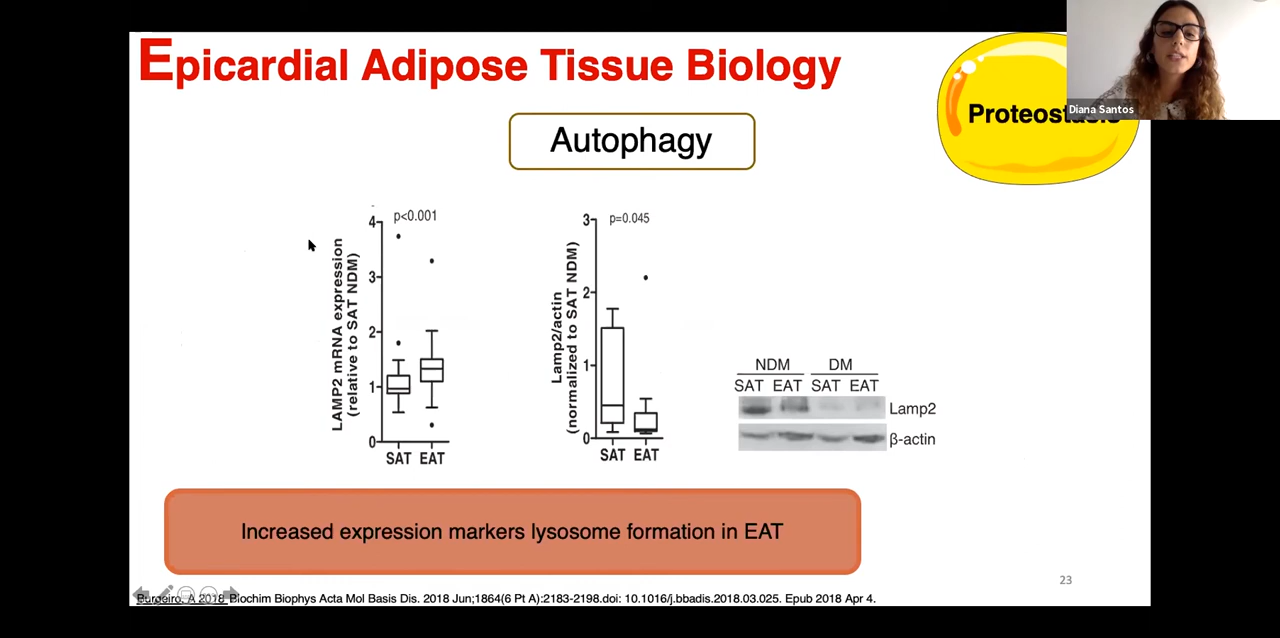 Epicardial Adipose Tissue Biology
Diana Santos
Autophagy
4
3
2
1
0
p<0.001
LAMP2 mRNA expression
(relative to SAT NDM)
SAT EAT
3
2
1
0
p=0.045
Lamp2/actin
(normalized to SAT NDM)
SAT EAT
NDM DM
SAT EAT SAT EAT
Lamp2
β-actin
Increased expression markers lysosome formation in EAT
23
Burgeiro, A 2018 Biochim Biophys Acta Mol Basis Dis. 2018 Jun;1864(6 Pt A):2183-2198.doi: 10.1016/j.bbadis.2018.03.025. Epub 2018 Apr 4.